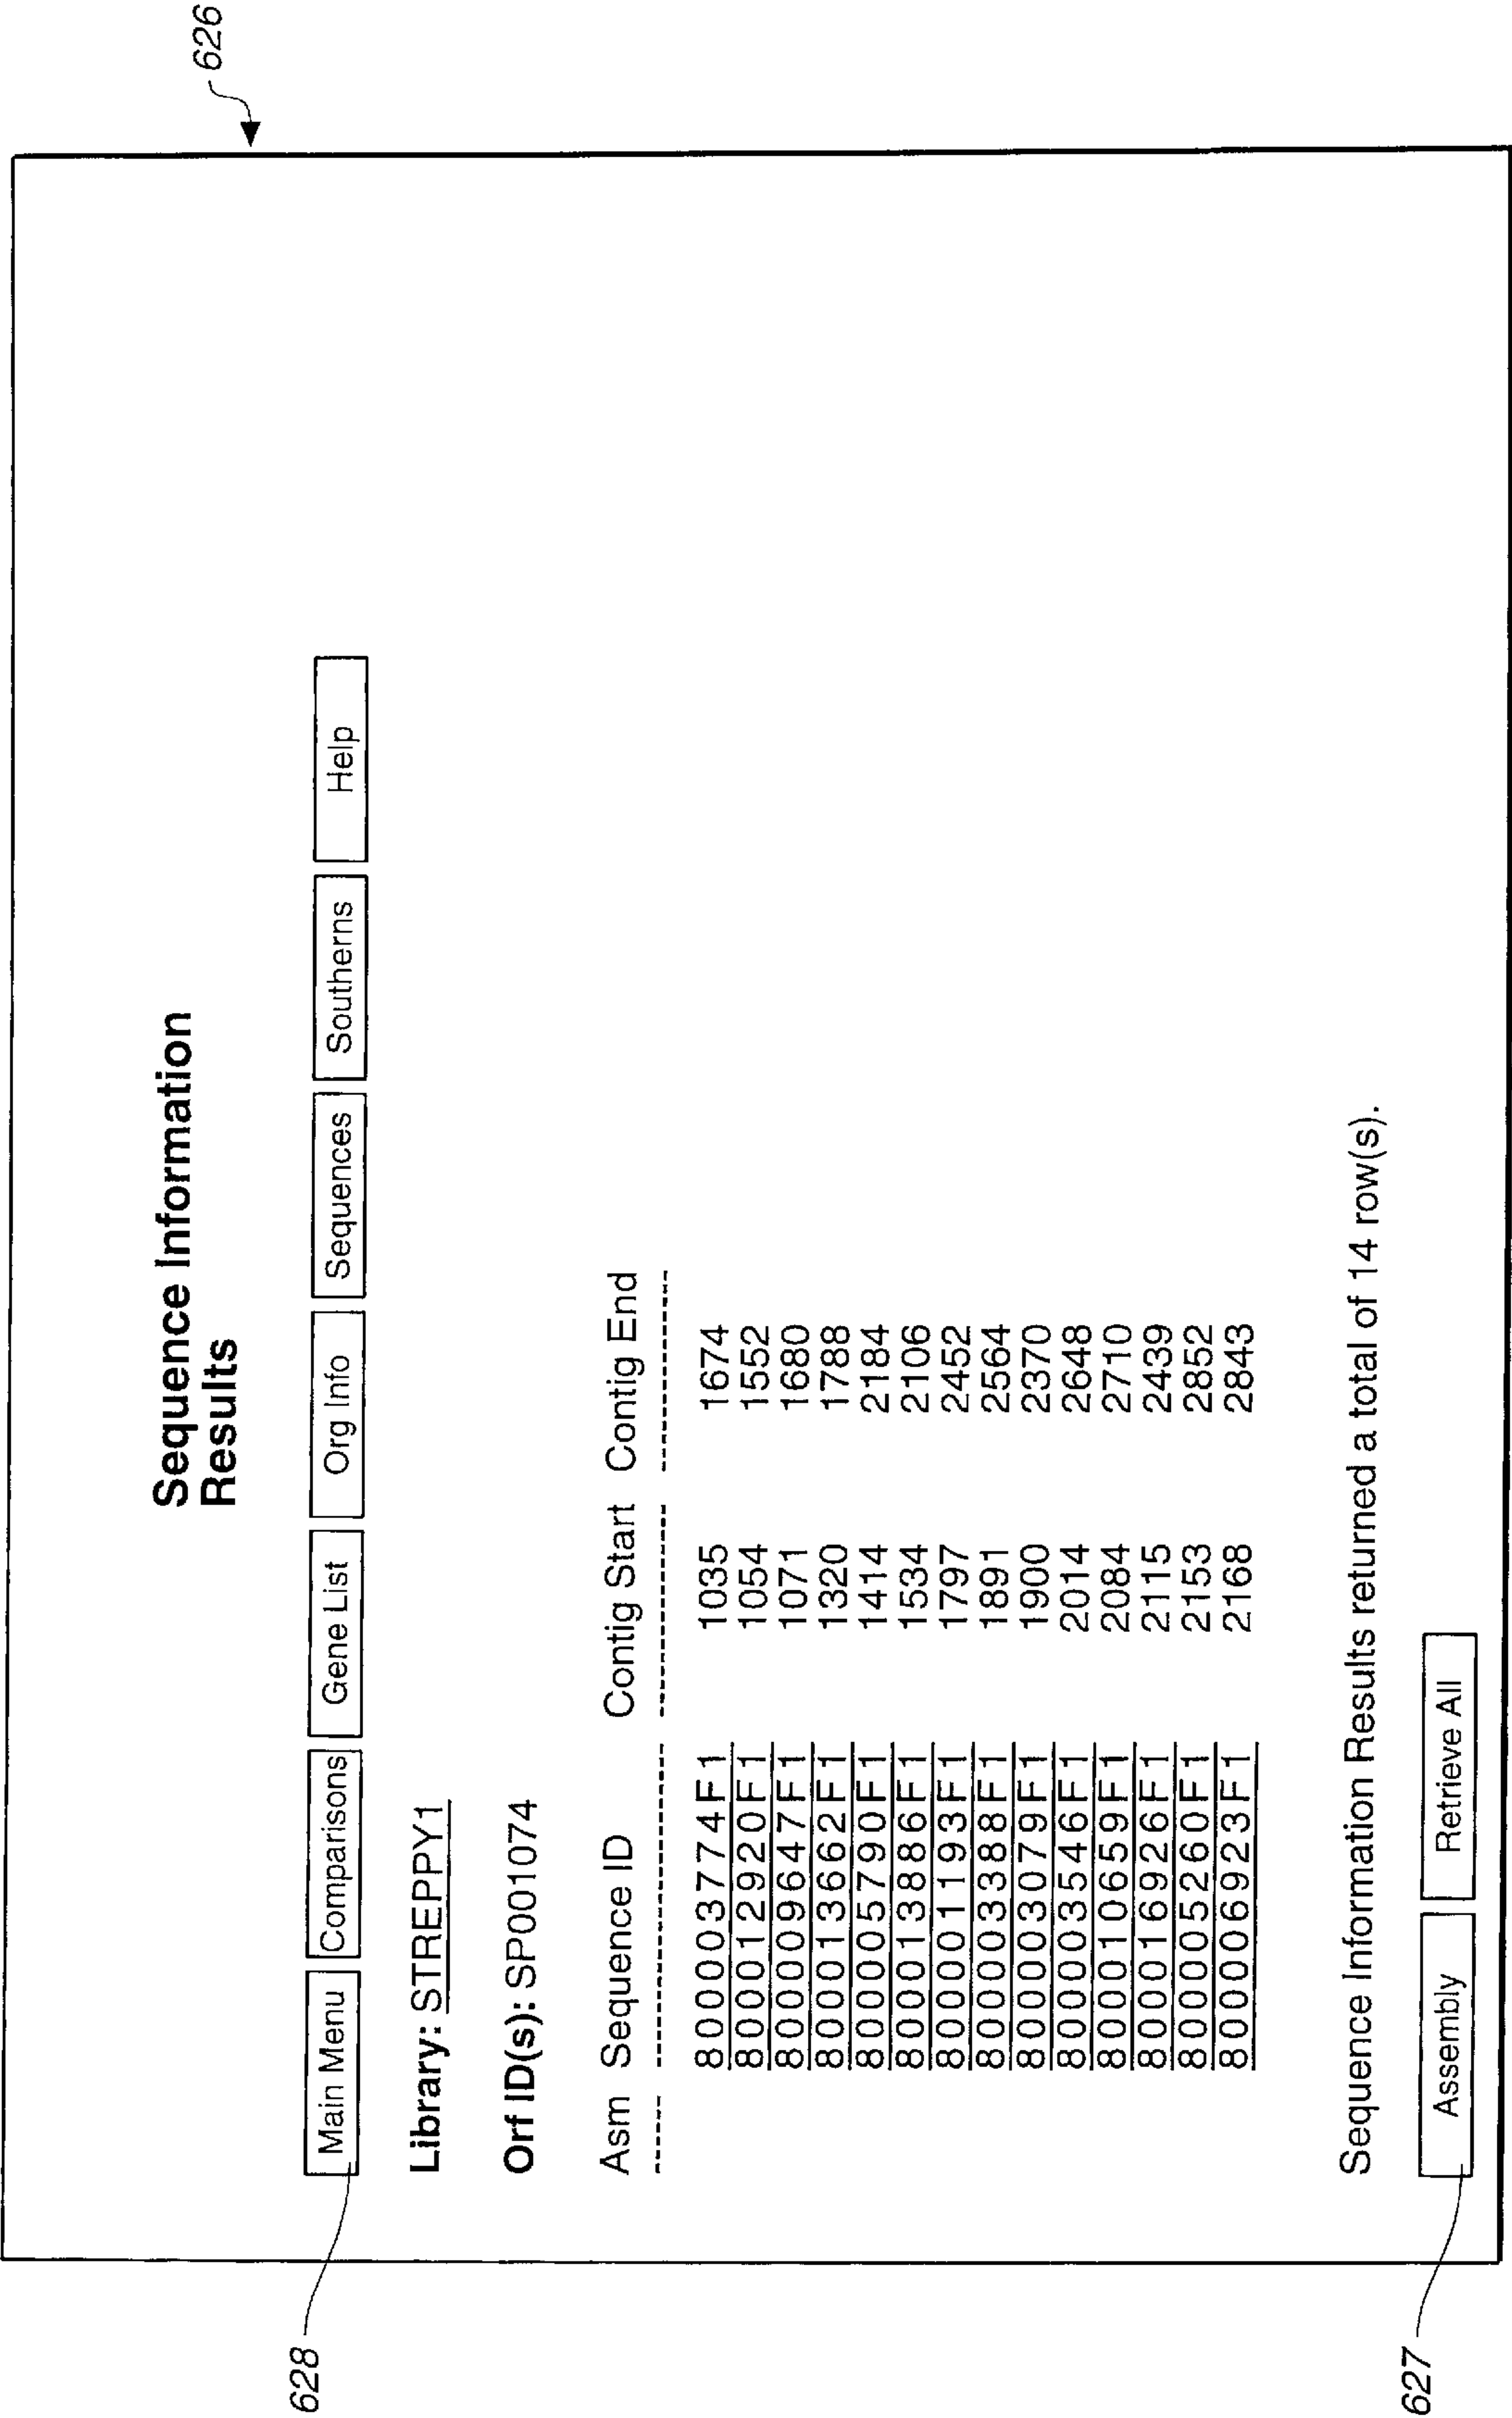 626
Sequence Information
Results
628
Main Menu Comparisons Gene List Org Info Sequences Southerns Help
Library: STREPPY1
Orf ID(s): SP001074
Asm Sequence ID Contig Start Contig End
800003774F1 1035 1674
800012920F1 1054 1552
800009647F1 1071 1680
800013662F1 1320 1788
800005790F1 1414 2184
800013886F1 1534 2106
800001193F1 1797 2452
800003388F1 1891 2564
800003079F1 1900 2370
800003546F1 2014 2648
800010659F1 2084 2710
800016926F1 2115 2439
800005260F1 2153 2852
800006923F1 2168 2843
Sequence Information Results returned a total of 14 row(s).
Assembly Retrieve All
627